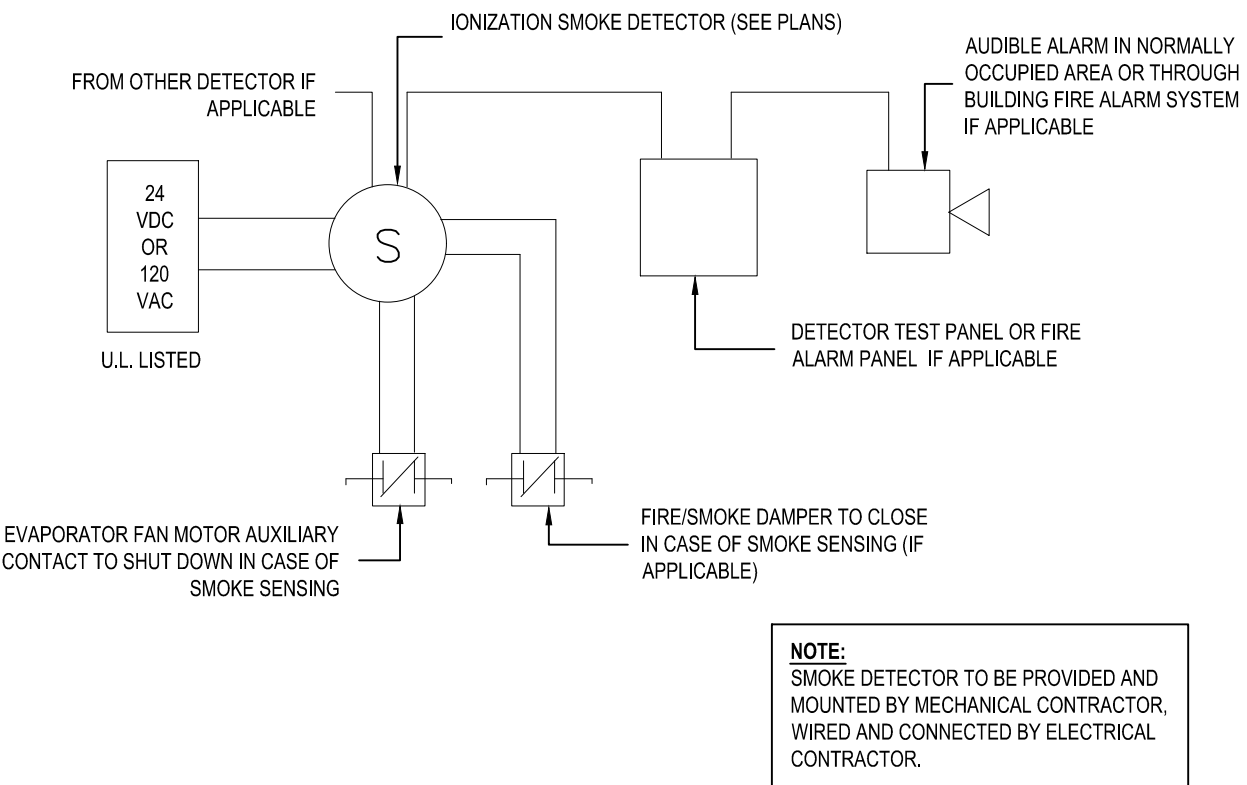 IONIZATION SMOKE DETECTOR (SEE PLANS)
FROM OTHER DETECTOR IF
APPLICABLE
AUDIBLE ALARM IN NORMALLY
OCCUPIED AREA OR THROUGH
BUILDING FIRE ALARM SYSTEM
IF APPLICABLE
24
VDC
OR
120
VAC
U.L. LISTED
S
DETECTOR TEST PANEL OR FIRE
ALARM PANEL IF APPLICABLE
EVAPORATOR FAN MOTOR AUXILIARY
CONTACT TO SHUT DOWN IN CASE OF
SMOKE SENSING
FIRE/SMOKE DAMPER TO CLOSE
IN CASE OF SMOKE SENSING (IF
APPLICABLE)
NOTE:
SMOKE DETECTOR TO BE PROVIDED AND
MOUNTED BY MECHANICAL CONTRACTOR,
WIRED AND CONNECTED BY ELECTRICAL
CONTRACTOR.